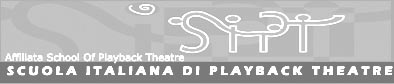 SIPT
Affiliata School Of Playback Theatre
SCUOLA ITALIANA DI PLAYBACK THEATRE